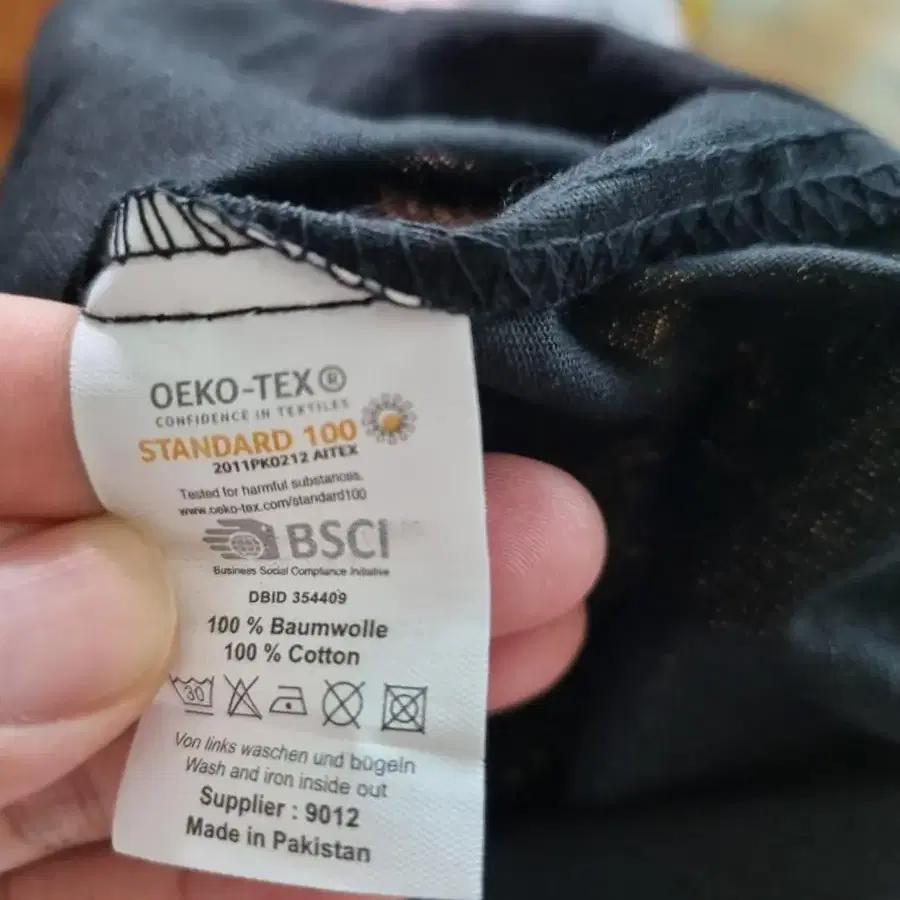 OEKO-TEX®
CONFIDENCE IN TEXTILES
STANDARD 100
2011PK0212 AITEX
Tested for harmful substances.
www.oeko-tex.com/standard100
BSCI
Business Social Compliance Initiative
DBID 354409
100 % Baumwolle
100 % Cotton
30
Von links waschen und bügeln
Wash and iron inside out
Supplier : 9012
Made in Pakistan